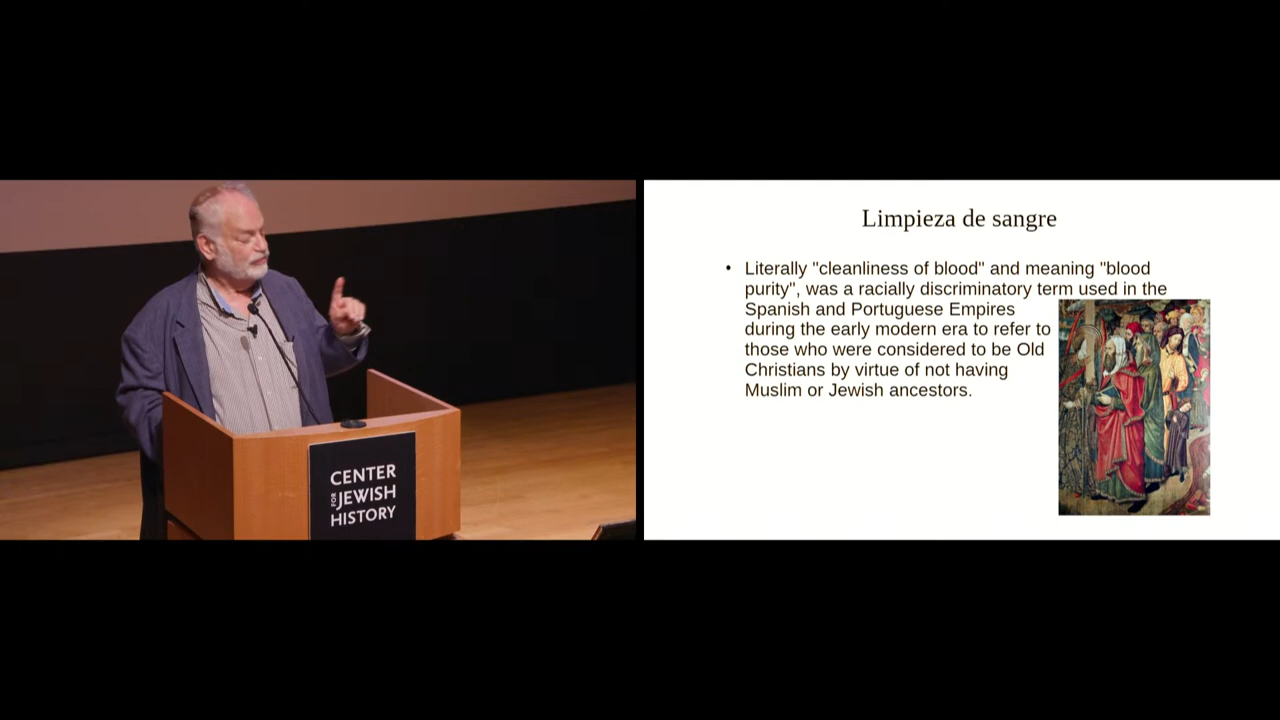 CENTER
FOR JEWISH
HISTORY
Limpieza de sangre
• Literally "cleanliness of blood" and meaning "blood
purity", was a racially discriminatory term used in the
Spanish and Portuguese Empires
during the early modern era to refer to
those who were considered to be Old
Christians by virtue of not having
Muslim or Jewish ancestors.